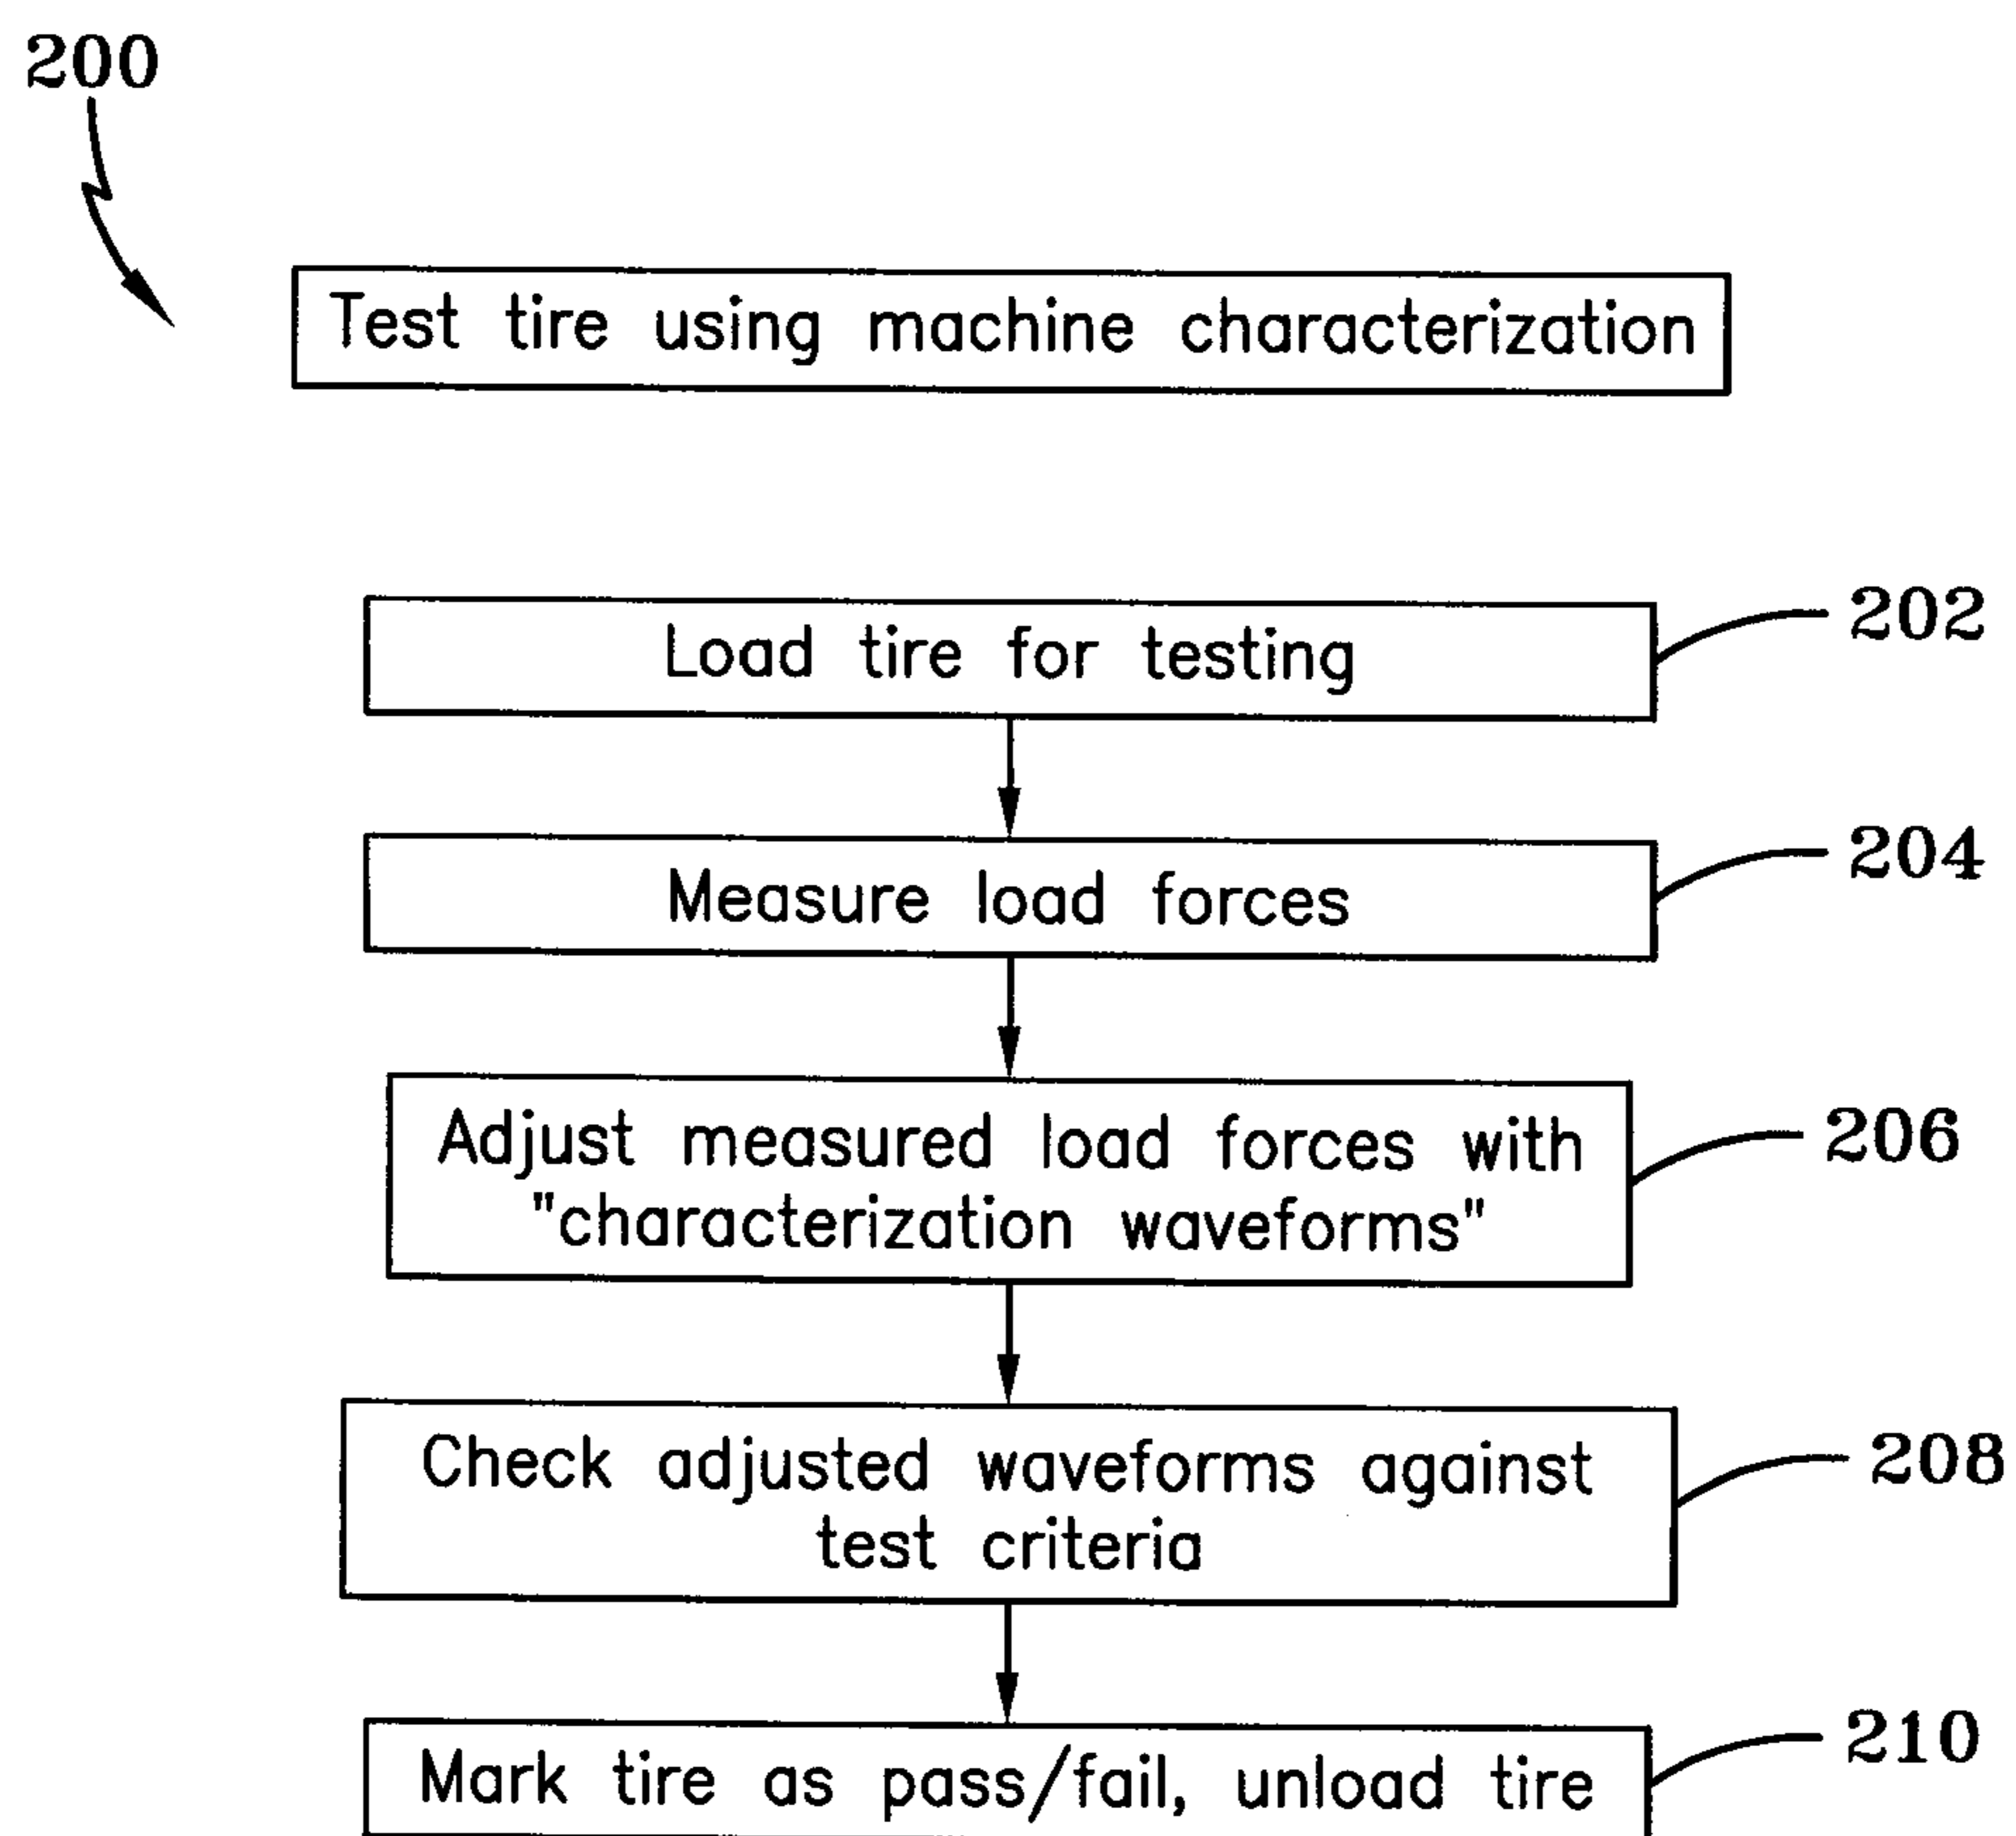 200
Test tire using machine characterization
Load tire for testing
202
Measure load forces
204
Adjust measured load forces with
"characterization waveforms"
206
Check adjusted waveforms against
test criteria
208
Mark tire as pass/fail, unload tire
210